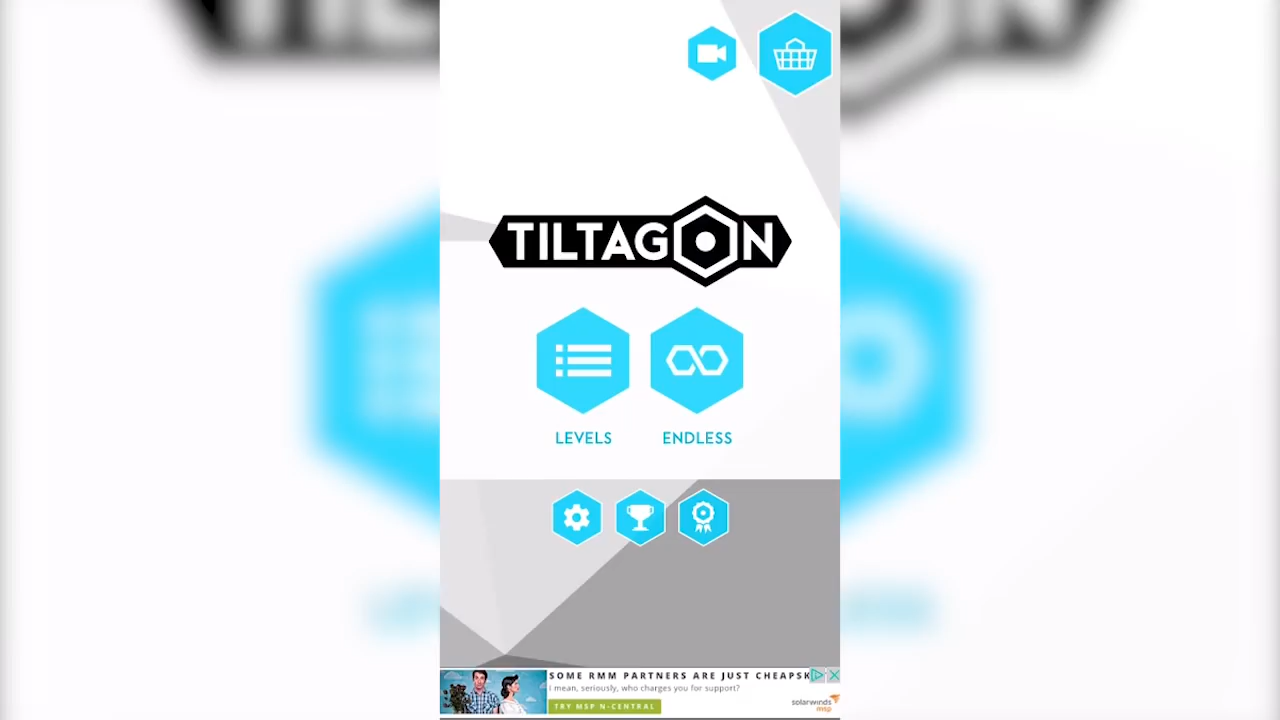 TILTAGON
LEVELS
ENDLESS
SOME RMM PARTNERS ARE JUST CHEAPSK
I mean, seriously, who charges you for support?
TRY MSP N-CENTRAL
solarwinds
msp